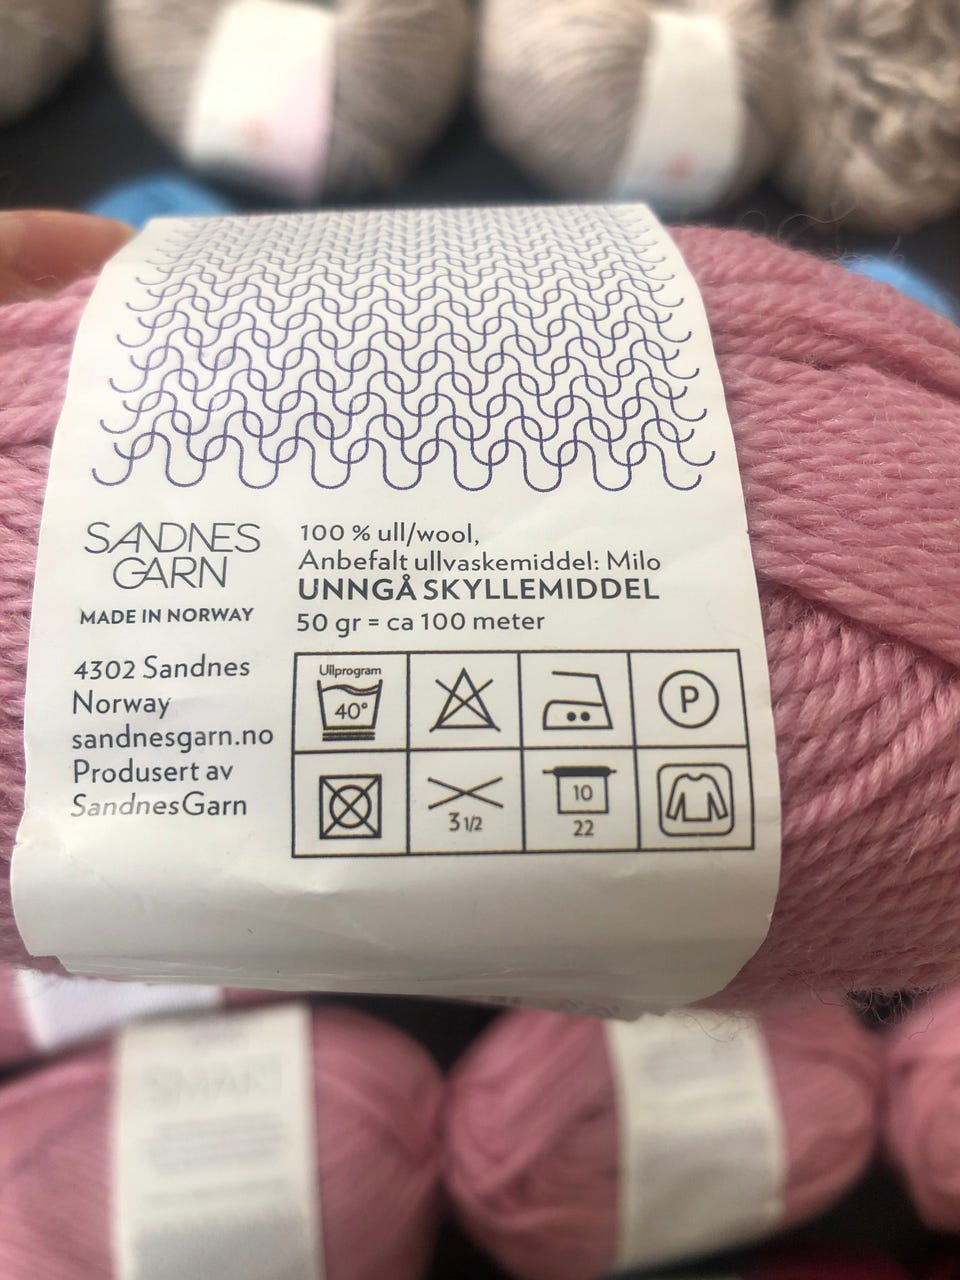 SANDNES
GARN
MADE IN NORWAY
4302 Sandnes
Norway
sandnesgarn.no
Produsert av
SandnesGarn
100 % ull/wool,
Anbefalt ullvaskemiddel: Milo
UNNGÅ SKYLLEMIDDEL
50 gr = ca 100 meter
Ullprogram
40°
P
3 1/2
10
22